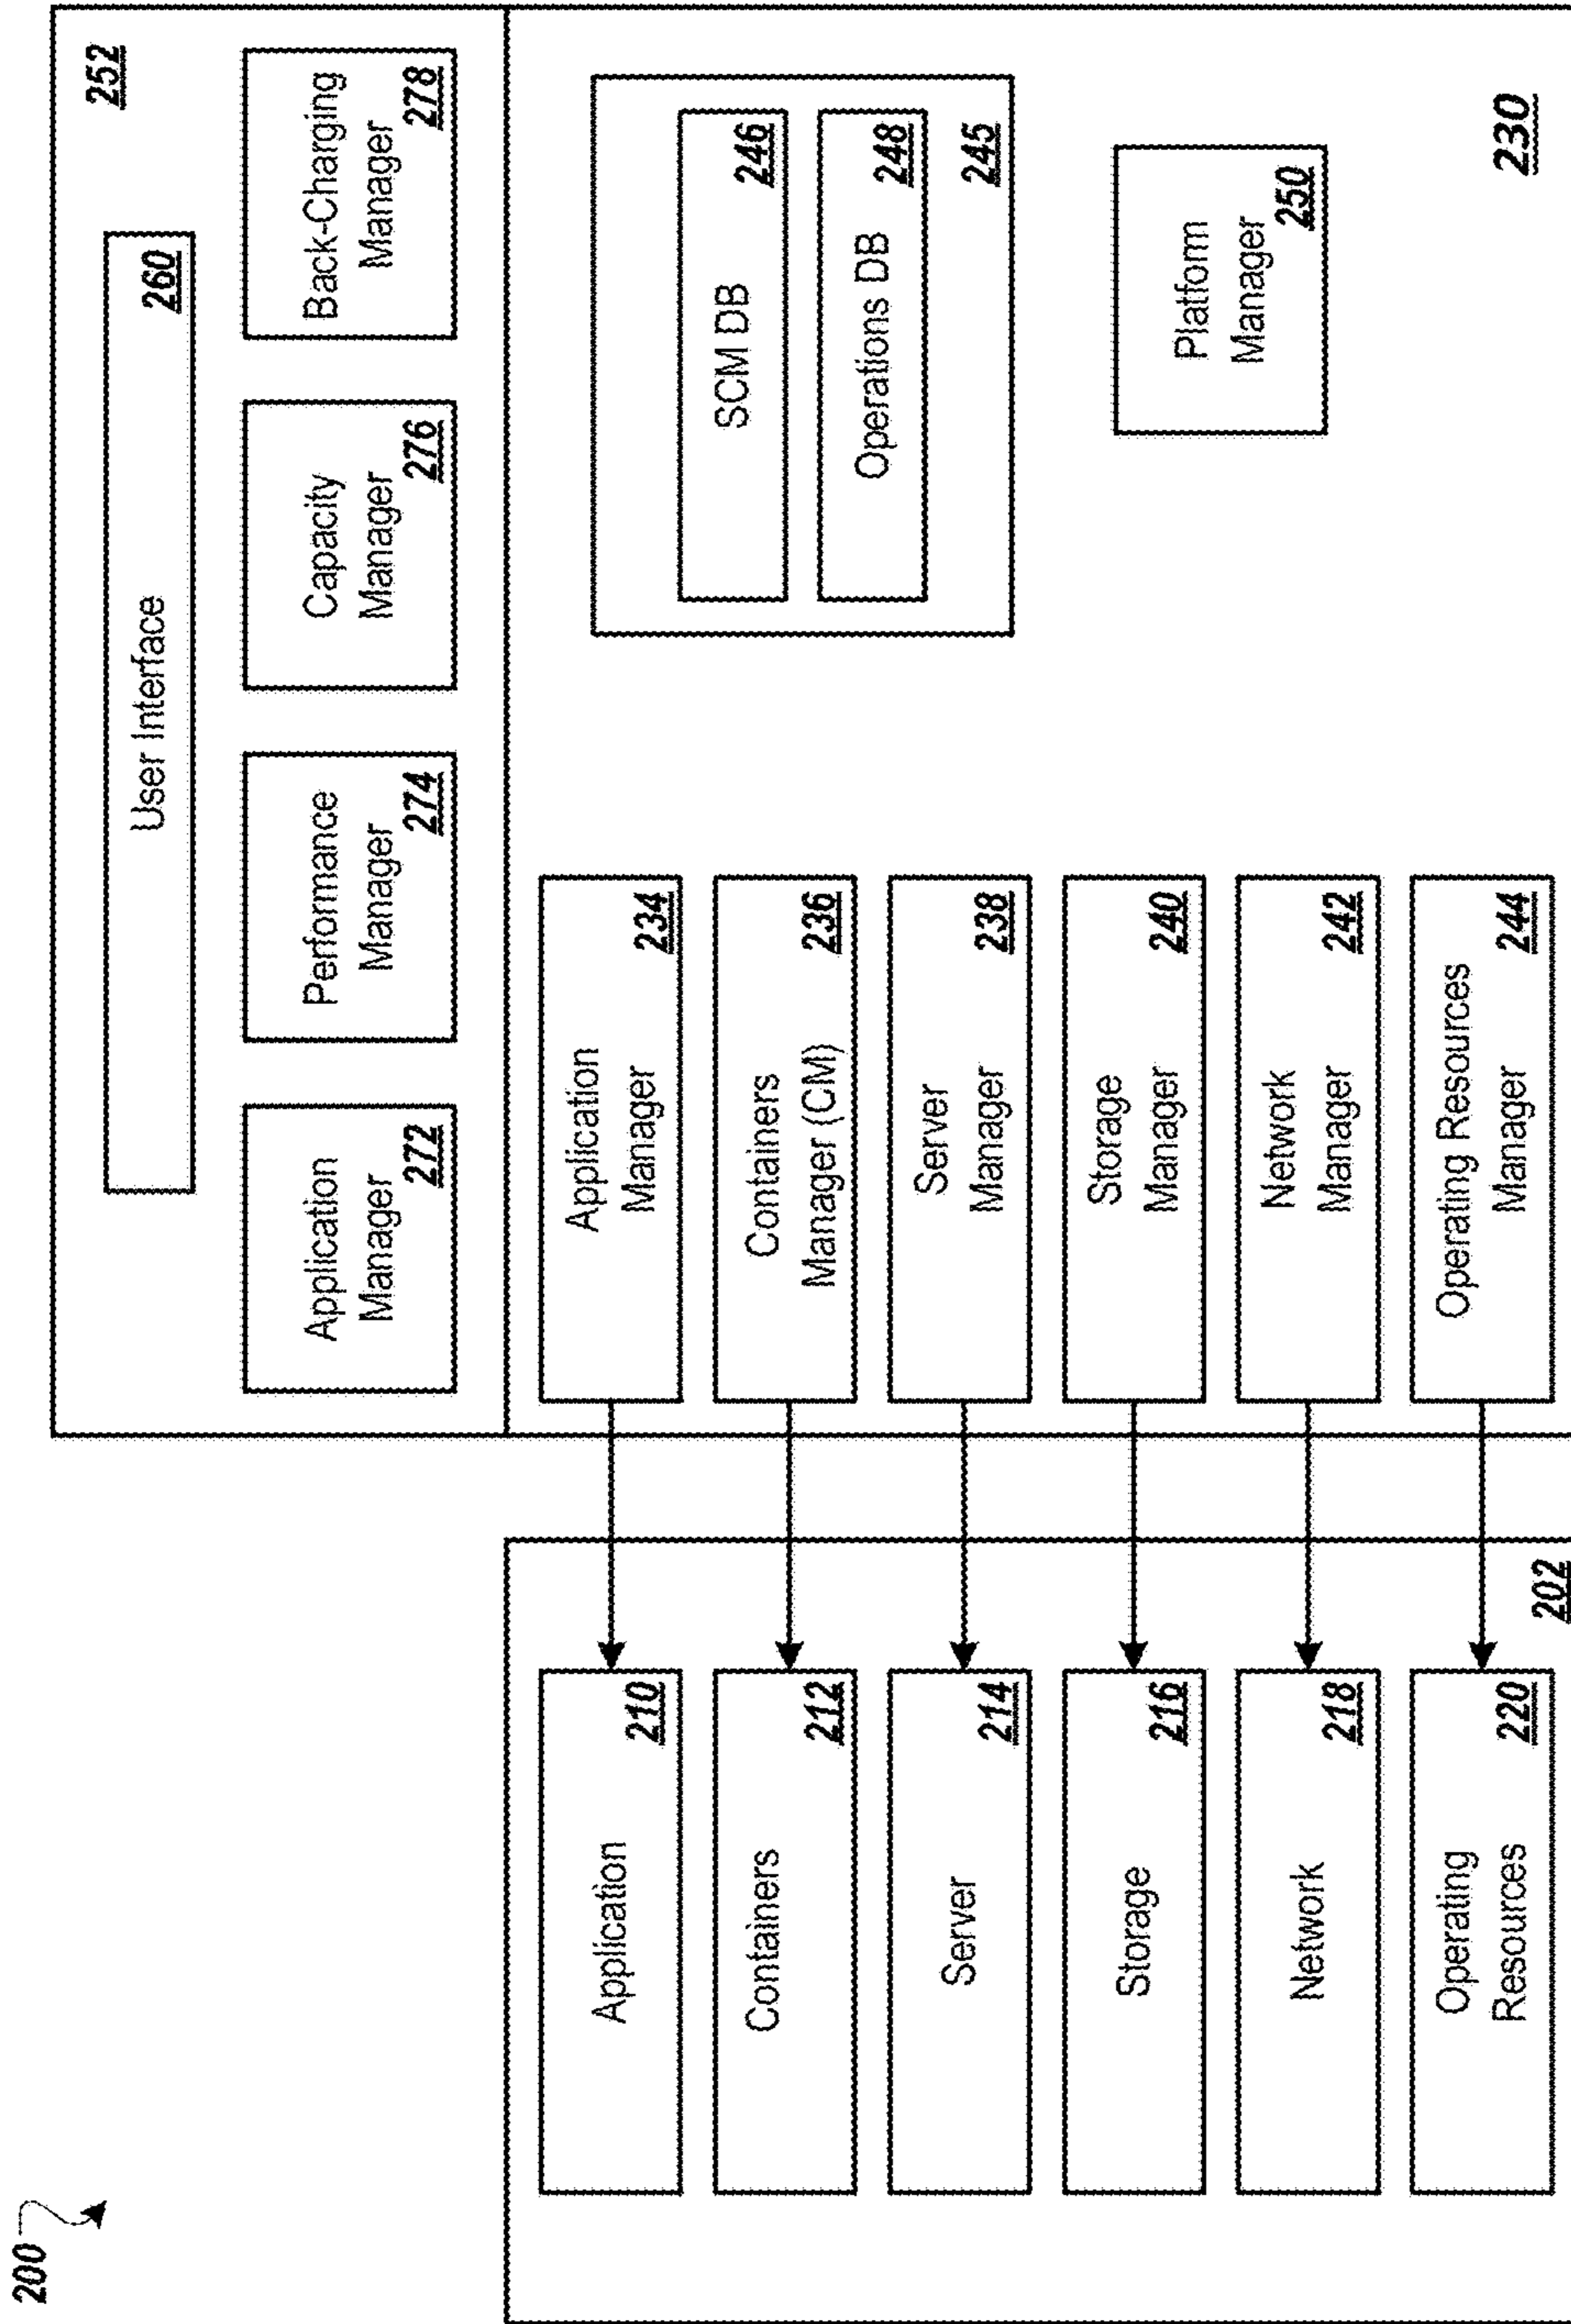 200
252
User Interface
260
Application
Manager
272
Performance
Manager
274
Capacity
Manager
276
Back-Charging
Manager
278
Application
210
Containers
212
Server
214
Storage
216
Network
218
Operating
Resources
220
202
Application
Manager
234
Containers
Manager (CM)
236
Server
Manager
238
Storage
Manager
240
Network
Manager
242
Operating Resources
Manager
244
SCM DB
246
Operations DB
248
245
Platform
Manager
250
230